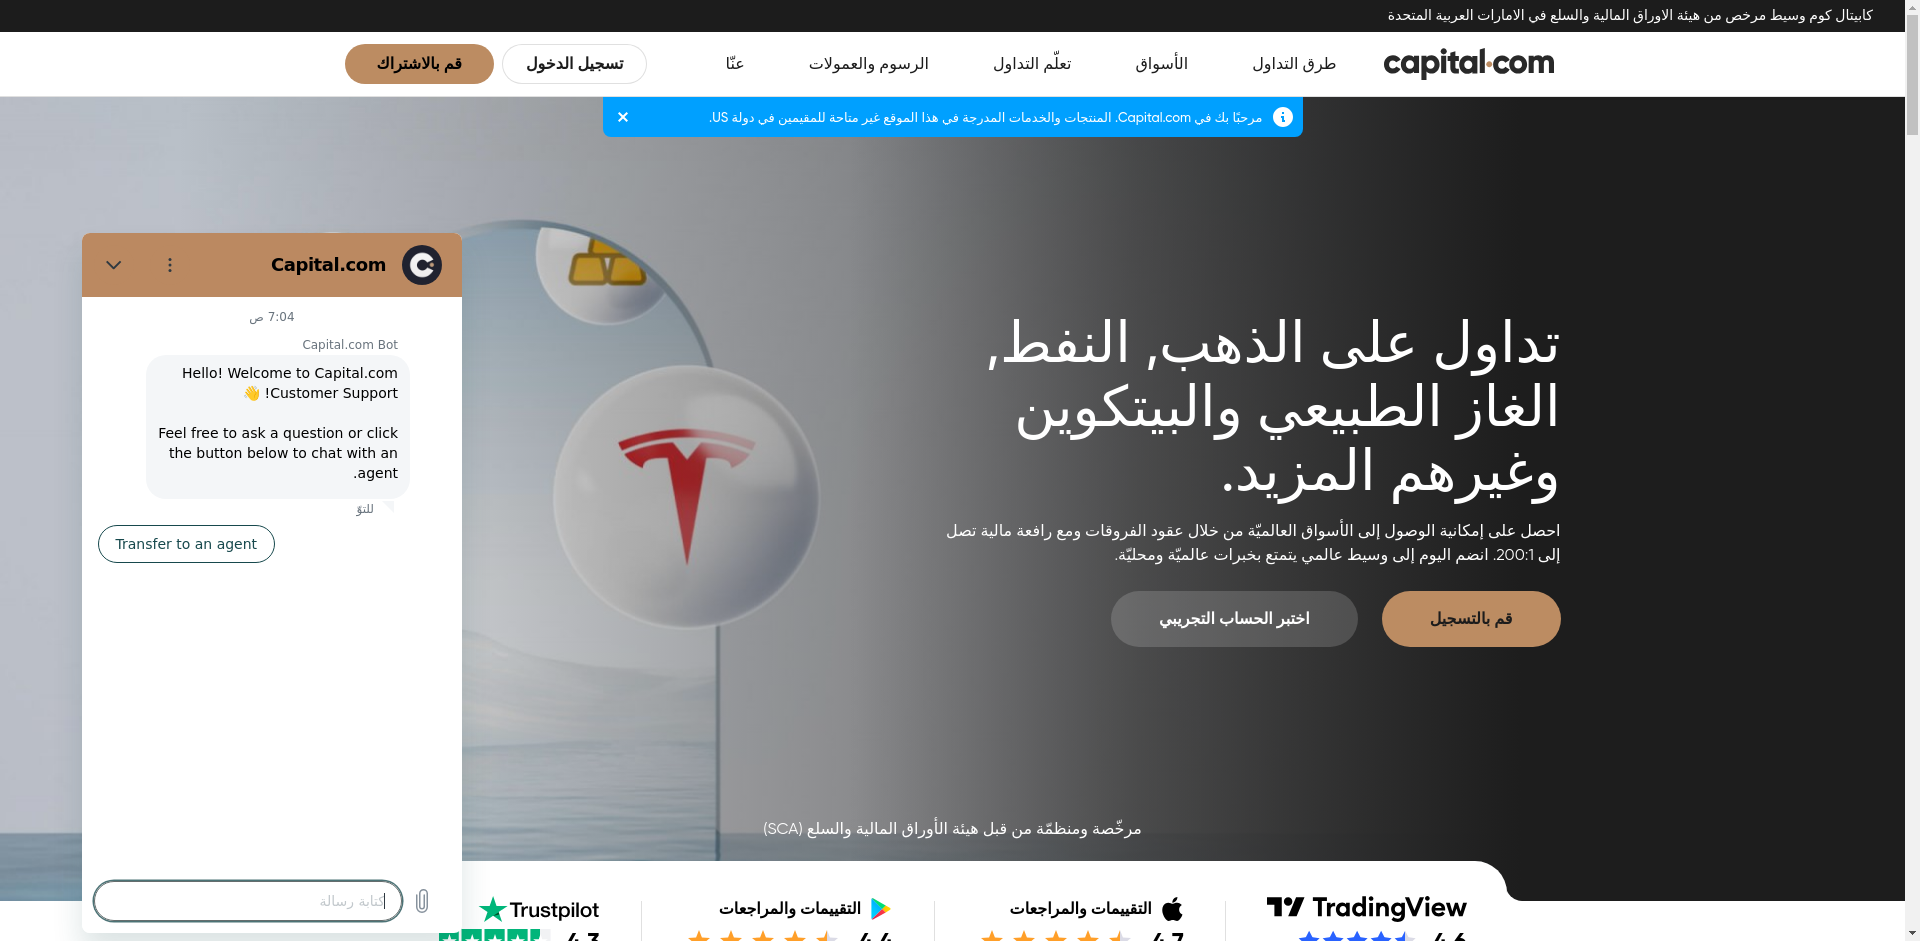 كابيتال كوم وسيط مرخص من هيئة الاوراق المالية والسلع في الامارات العربية المتحدة
capital.com
طرق التداول
الأسواق
تعلّم التداول
الرسوم والعمولات
عنّا
تسجيل الدخول
قم بالاشتراك
مرحبًا بك في Capital.com. المنتجات والخدمات المدرجة في هذا الموقع غير متاحة للمقيمين في دولة US.
تداول على الذهب, النفط,
الغاز الطبيعي والبيتكوين
وغيرهم المزيد.
احصل على إمكانية الوصول إلى الأسواق العالميّة من خلال عقود الفروقات ومع رافعة مالية تصل
إلى 200:1. انضم اليوم إلى وسيط عالمي يتمتع بخبرات عالميّة ومحليّة.
قم بالتسجيل
اختبر الحساب التجريبي
مرخّصة ومنظمّة من قبل هيئة الأوراق المالية والسلع (SCA)
TradingView
4.6
التقييمات والمراجعات
4.7
التقييمات والمراجعات
4.4
Trustpilot
4.3
Capital.com
7:04 ص
Capital.com Bot
Hello! Welcome to Capital.com
Customer Support! 👋
Feel free to ask a question or click
the button below to chat with an
agent.
للتوّ
Transfer to an agent
كتابة رسالة